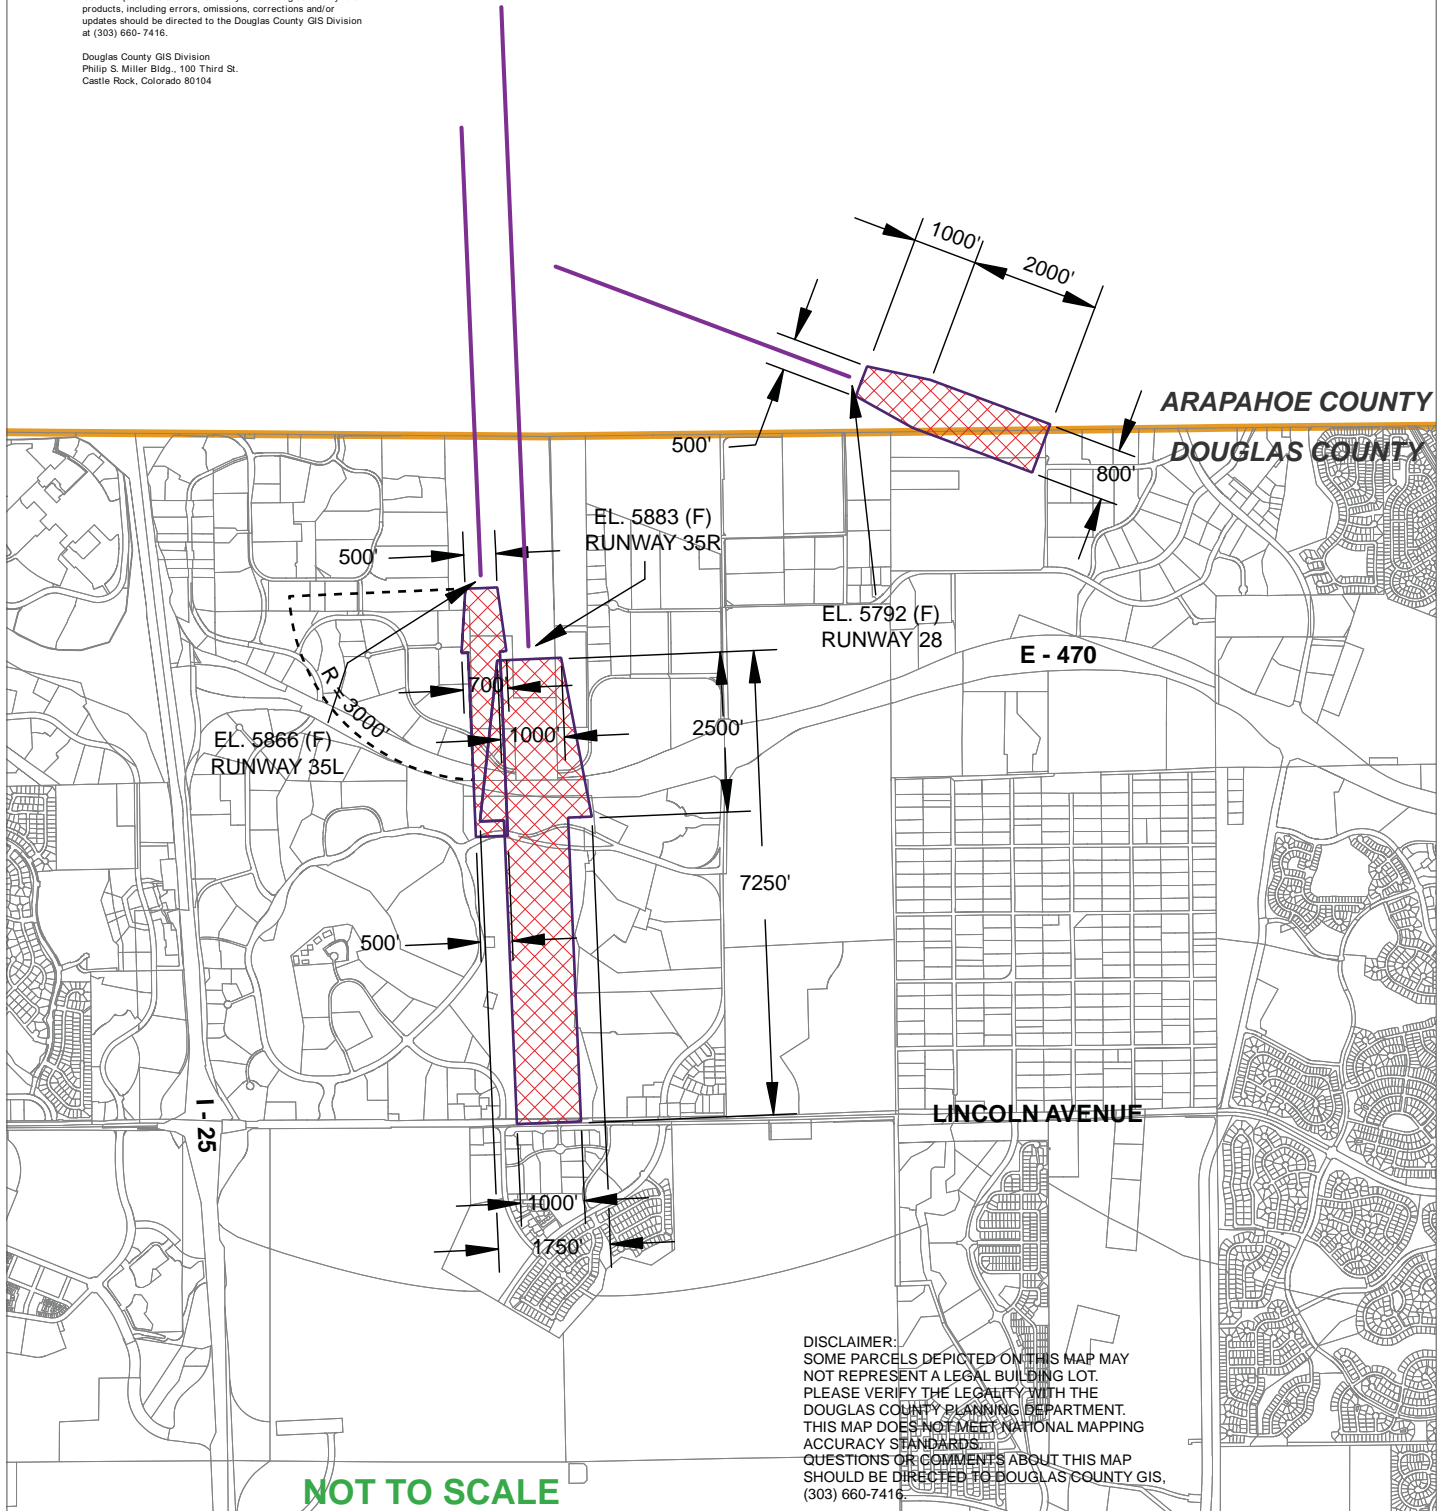 products, including errors, omissions, corrections and/or
updates should be directed to the Douglas County GIS Division
at (303) 660- 7416.
Douglas County GIS Division
Philip S. Miller Bldg., 100 Third St.
Castle Rock, Colorado 80104
1000'
2000'
ARAPAHOE COUNTY
500'
DOUGLAS COUNTY
800'
EL. 5883 (F)
RUNWAY 35R
500'
EL. 5792 (F)
RUNWAY 28
E - 470
700'
R = 3000'
2500'
1000'
EL. 5866 (F)
RUNWAY 35L
7250'
500'
I - 25
LINCOLN AVENUE
1000'
1750'
DISCLAIMER:
SOME PARCELS DEPICTED ON THIS MAP MAY
NOT REPRESENT A LEGAL BUILDING LOT.
PLEASE VERIFY THE LEGALITY WITH THE
DOUGLAS COUNTY PLANNING DEPARTMENT.
THIS MAP DOES NOT MEET NATIONAL MAPPING
ACCURACY STANDARDS.
QUESTIONS OR COMMENTS ABOUT THIS MAP
SHOULD BE DIRECTED TO DOUGLAS COUNTY GIS,
(303) 660-7416.
NOT TO SCALE